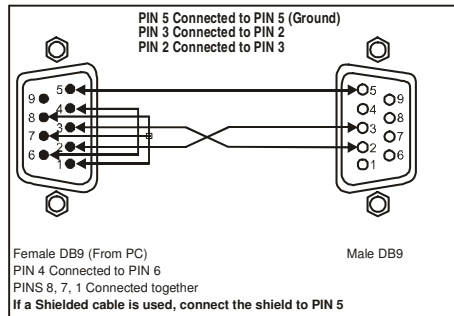 PIN 5 Connected to PIN 5 (Ground)
PIN 3 Connected to PIN 2
PIN 2 Connected to PIN 3
5
9
4
8
3
7
2
6
1
5
9
4
8
3
7
2
6
1
Female DB9 (From PC)
Male DB9
PIN 4 Connected to PIN 6
PINS 8, 7, 1 Connected together
If a Shielded cable is used, connect the shield to PIN 5